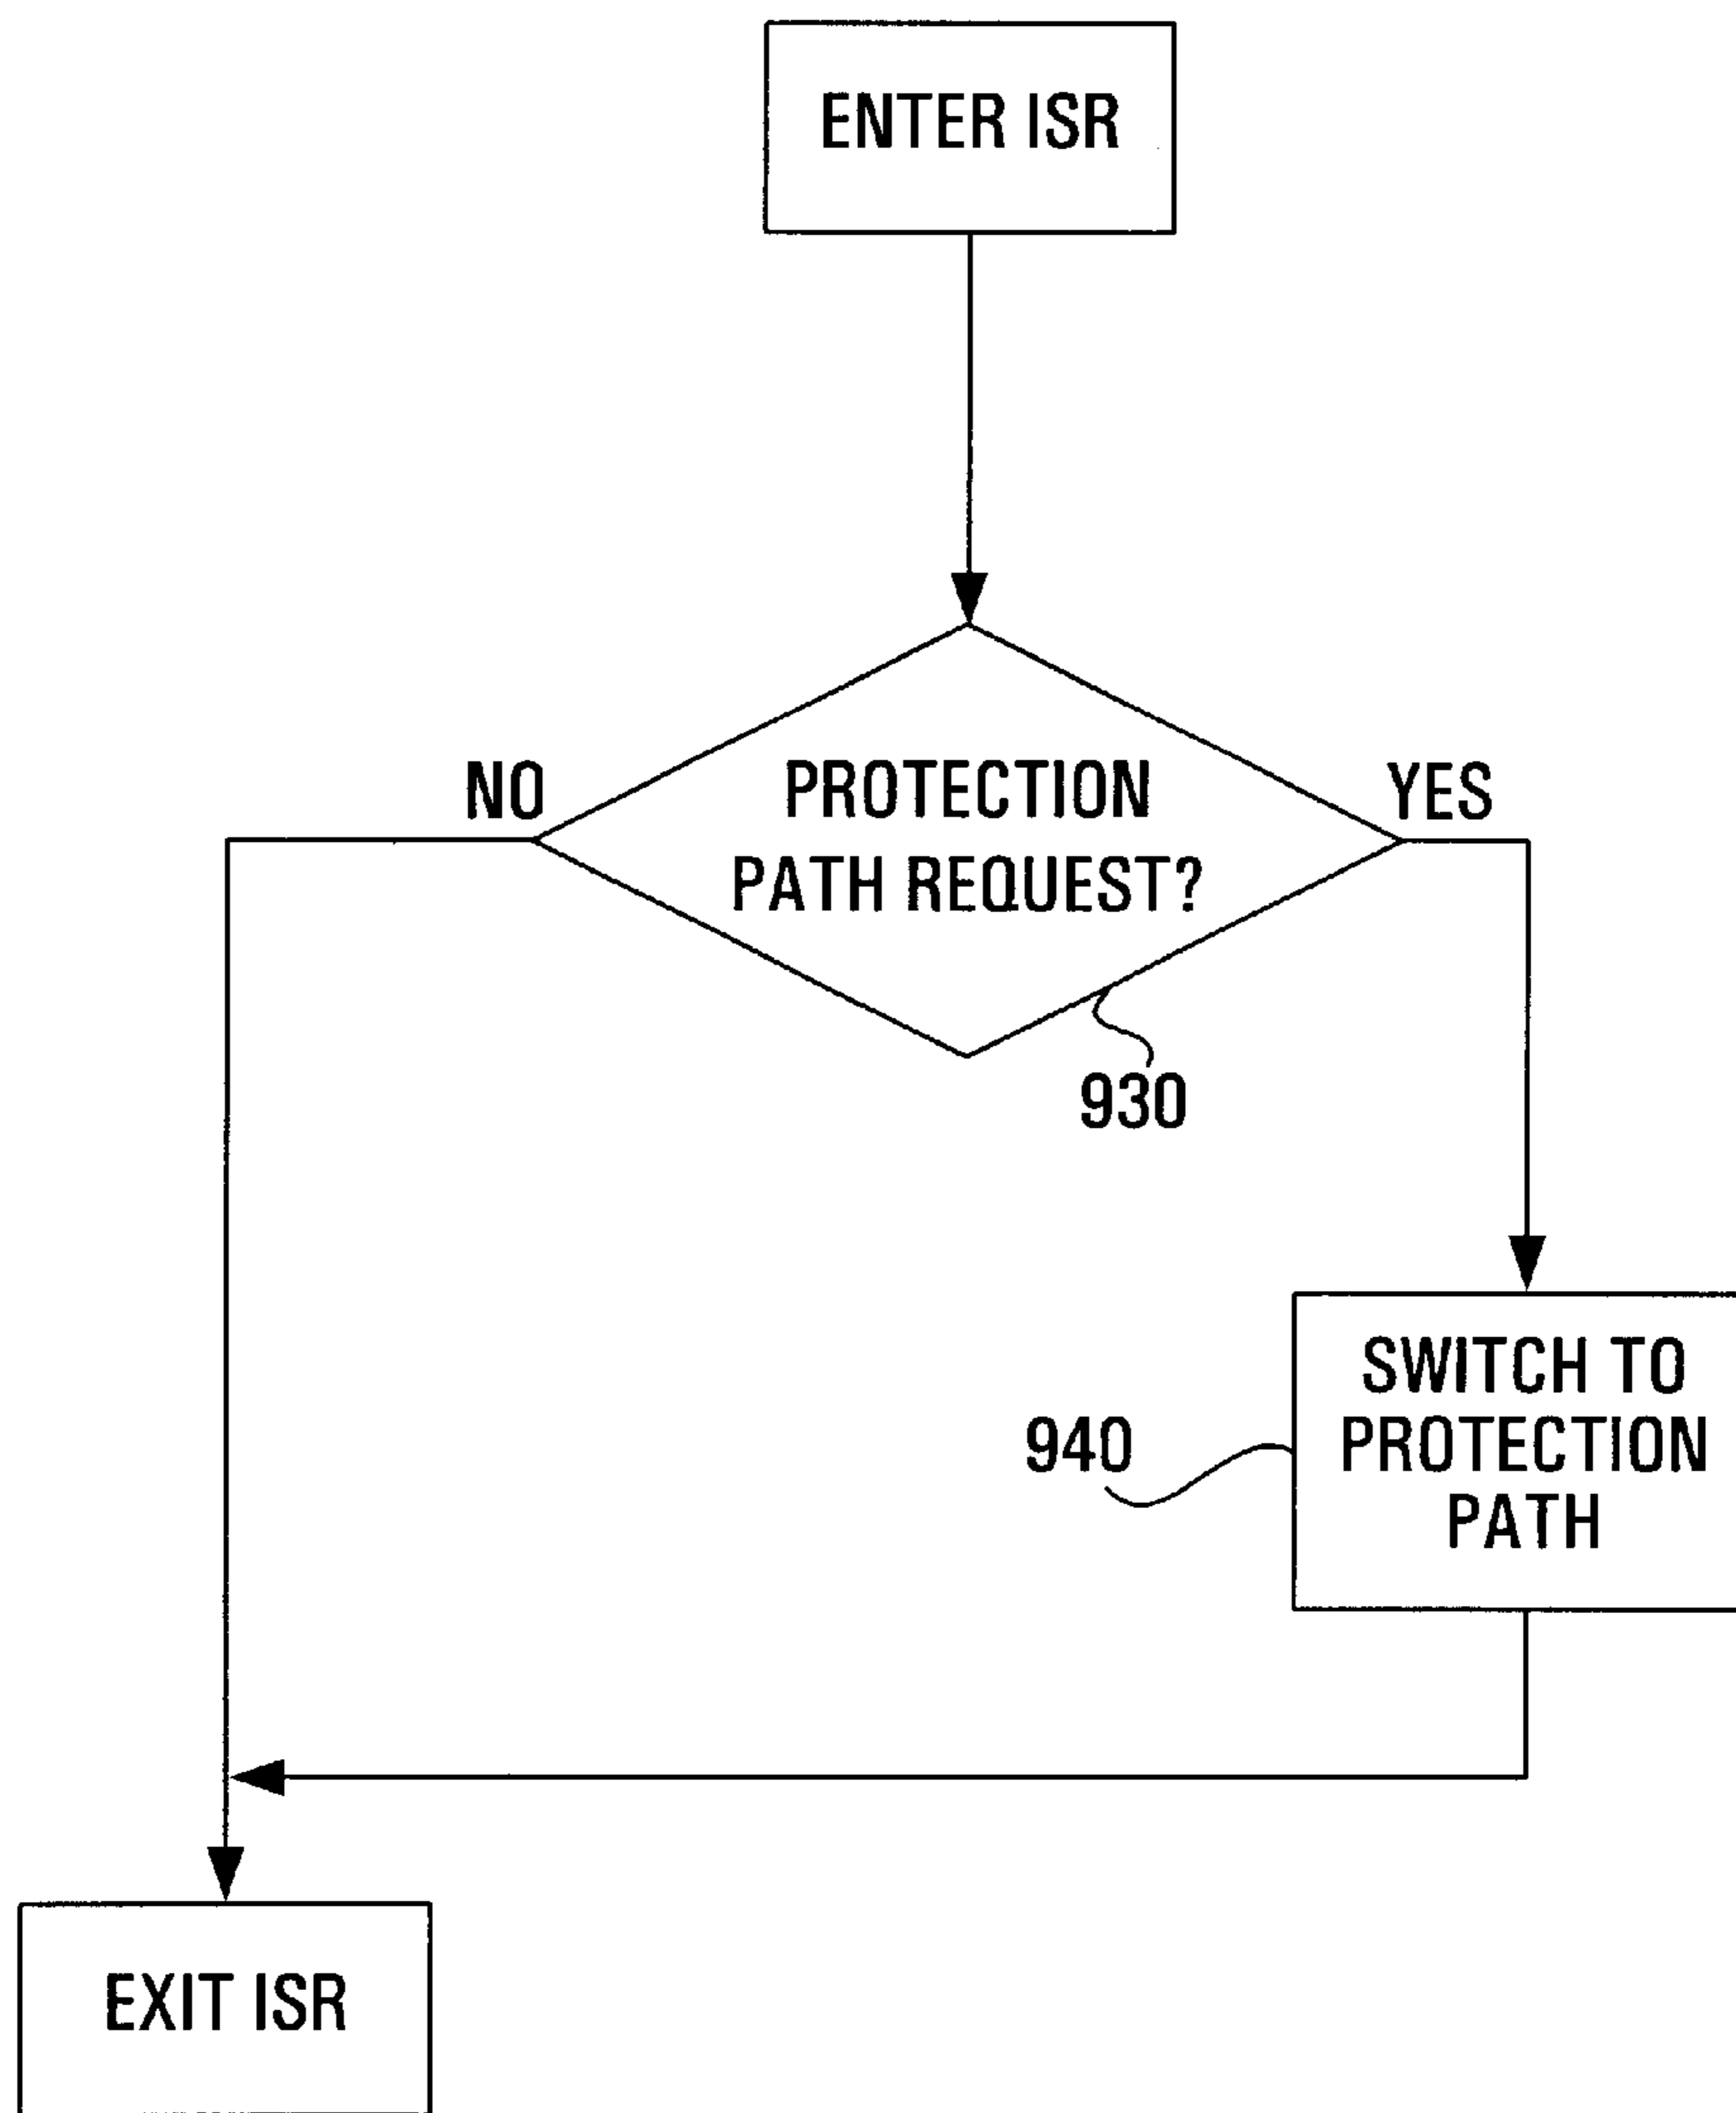 ENTER ISR
NO
PROTECTION
PATH REQUEST?
YES
930
SWITCH TO
PROTECTION
PATH
940
EXIT ISR